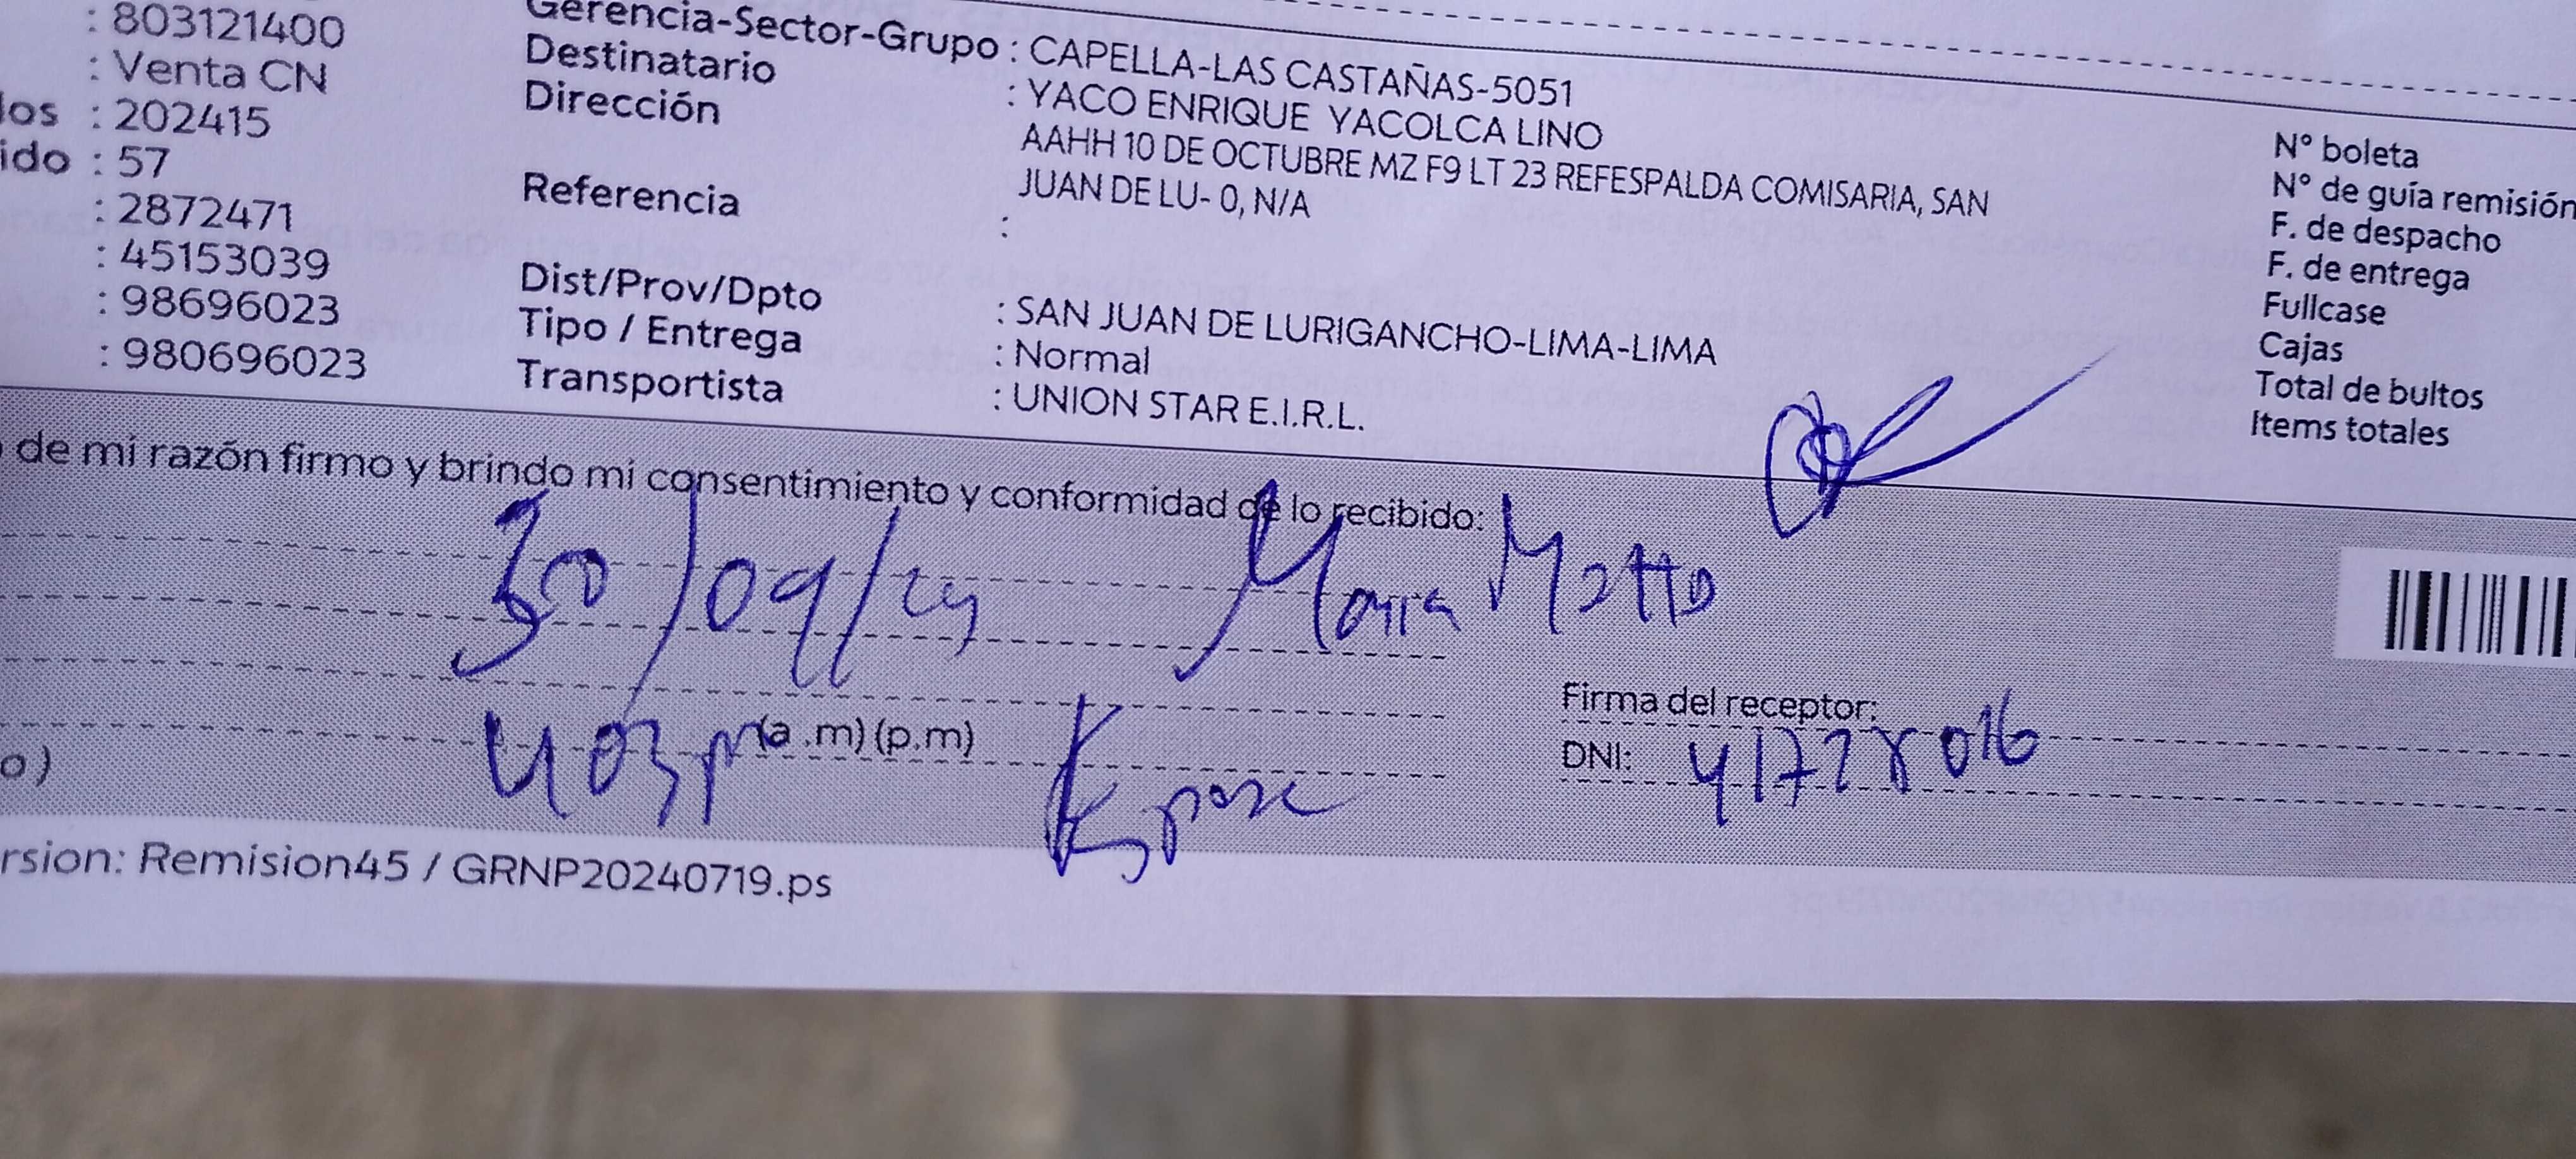 : 803121400
: Venta CN
los : 202415
ido : 57
: 2872471
: 45153039
: 98696023
: 980696023
Gerencia-Sector-Grupo : CAPELLA-LAS CASTAÑAS-5051
Destinatario : YACO ENRIQUE YACOLCA LINO
Dirección AAHH 10 DE OCTUBRE MZ F9 LT 23 REFESPALDA COMISARIA, SAN
JUAN DE LU- 0, N/A
Referencia :
Dist/Prov/Dpto : SAN JUAN DE LURIGANCHO-LIMA-LIMA
Tipo / Entrega : Normal
Transportista : UNION STAR E.I.R.L.
N° boleta
N° de guía remisión
F. de despacho
F. de entrega
Fullcase
Cajas
Total de bultos
Items totales
de mi razón firmo y brindo mi consentimiento y conformidad de lo recibido:
30/09/24 Maria Motto
Firma del receptor:
403 pm (a .m) (p.m)
DNI: 41728016
o)
rsion: Remision45 / GRNP20240719.ps